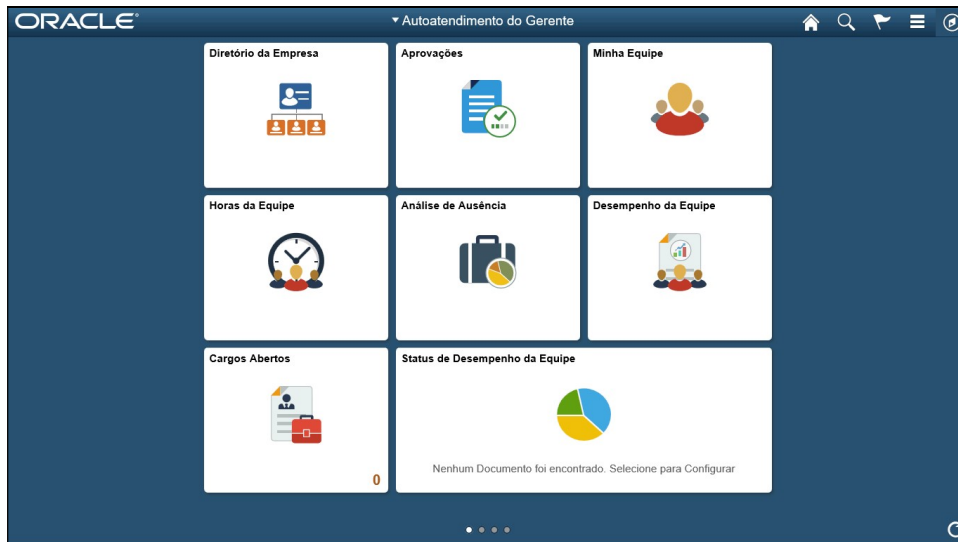 ORACLE
Autoatendimento do Gerente
Diretório da Empresa
Aprovações
Minha Equipe
Horas da Equipe
Análise de Ausência
Desempenho da Equipe
Cargos Abertos
0
Status de Desempenho da Equipe
Nenhum Documento foi encontrado. Selecione para Configurar